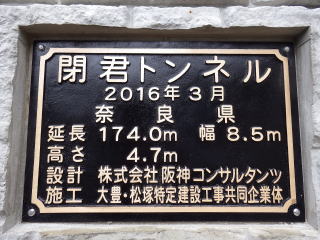 閉君トンネル
2016年3月
奈良県
延長 174.0m 幅 8.5m
高さ 4.7m
設計 株式会社阪神コンサルタンツ
施工 大豊・松塚特定建設工事共同企業体